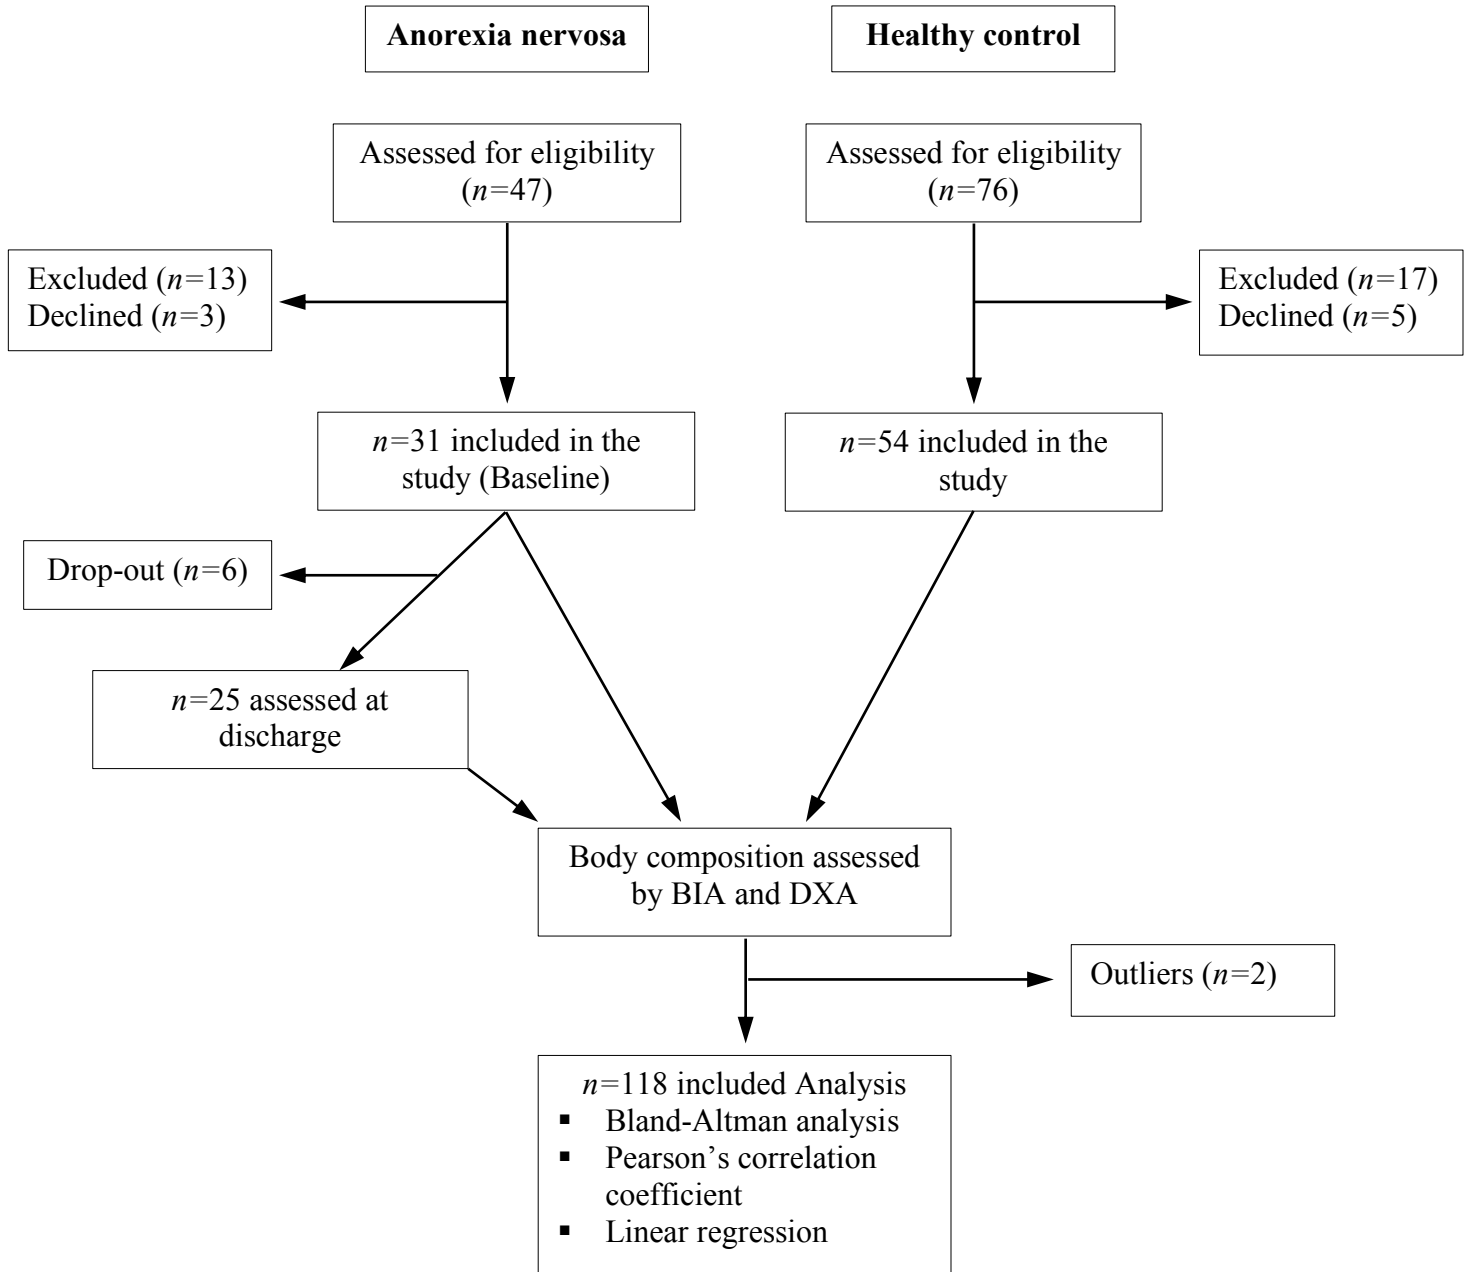 Anorexia nervosa
Healthy control
Assessed for eligibility
(n=47)
Assessed for eligibility
(n=76)
Excluded (n=13)
Declined (n=3)
Excluded (n=17)
Declined (n=5)
n=31 included in the
study (Baseline)
n=54 included in the
study
Drop-out (n=6)
n=25 assessed at
discharge
Body composition assessed
by BIA and DXA
Outliers (n=2)
n=118 included Analysis
▪ Bland-Altman analysis
▪ Pearson’s correlation
coefficient
▪ Linear regression